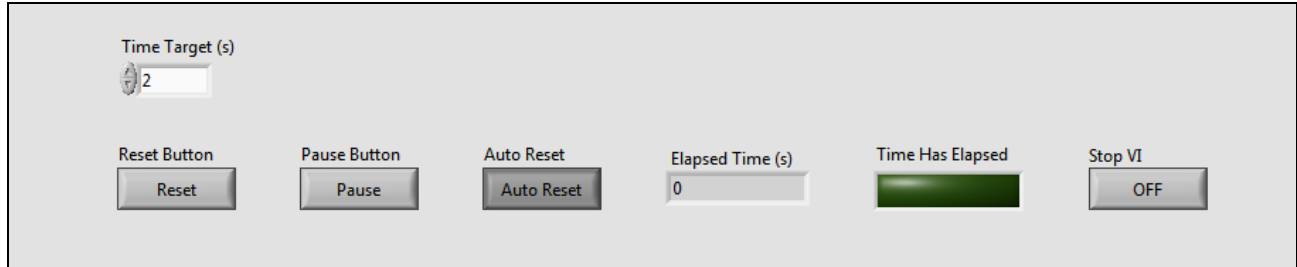 Time Target (s)
2
Reset Button
Pause Button
Auto Reset
Elapsed Time (s)
Time Has Elapsed
Stop VI
Reset
Pause
Auto Reset
0
OFF